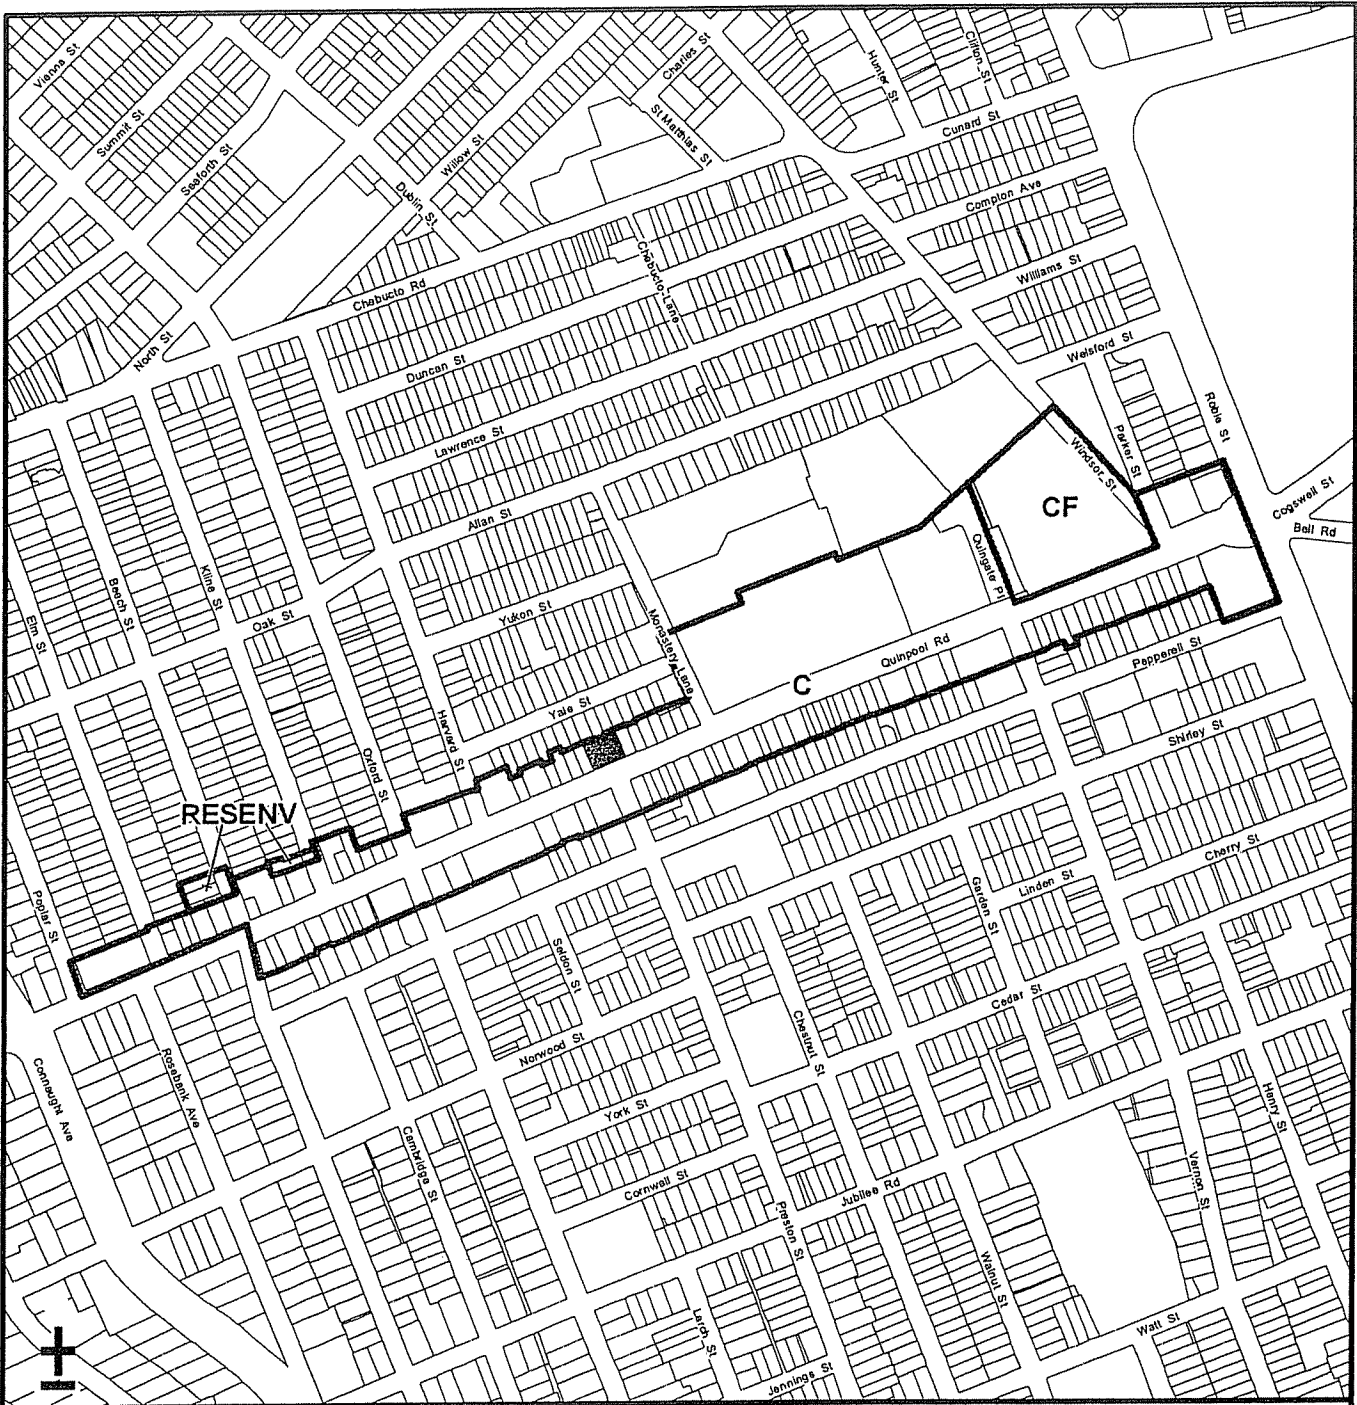 Vienna St
Summit St
Seaforth St
Charles St
Willow St
St Matthias St
Dublin St
Hunter St
Clifton St
Cunard St
Compton Ave
Williams St
Welsford St
Chebucto Rd
Chebucto Lane
North St
Duncan St
Lawrence St
Allan St
Yukon St
Oak St
Elm St
Beech St
Kline St
Parker St
Robie St
Windsor St
CF
Cogswell St
Bell Rd
Quingate Pl
Monastery Lane
Quinpool Rd
C
Pepperell St
Yale St
Harvard St
Oxford St
Shirley St
RESENV
Cherry St
Linden St
Garden St
Poplar St
Seldon St
Cedar St
Chestnut St
Norwood St
York St
Connaught Ave
Rosebank Ave
Cambridge St
Cornwall St
Jubilee Rd
Preston St
Henry St
Vernon St
Walnut St
Watt St
Larch St
Jennings St